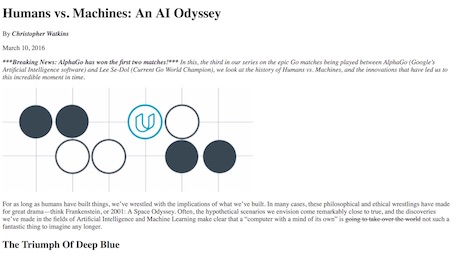 Humans vs. Machines: An AI Odyssey
By Christopher Watkins
March 10, 2016
***Breaking News: AlphaGo has won the first two matches!*** In this, the third in our series on the epic Go matches being played between AlphaGo (Google's
Artificial Intelligence software) and Lee Se-Dol (Current Go World Champion), we look at the history of Humans vs. Machines, and the innovations that have led us to
this incredible moment in time.
For as long as humans have built things, we've wrestled with the implications of what we've built. In many cases, these philosophical and ethical wrestlings have made
for great drama—think Frankenstein, or 2001: A Space Odyssey. Often, the hypothetical scenarios we envision come remarkably close to true, and the discoveries
we've made in the fields of Artificial Intelligence and Machine Learning make clear that a "computer with a mind of its own" is going to take over the world not such a
fantastic thing to imagine any longer.
The Triumph Of Deep Blue